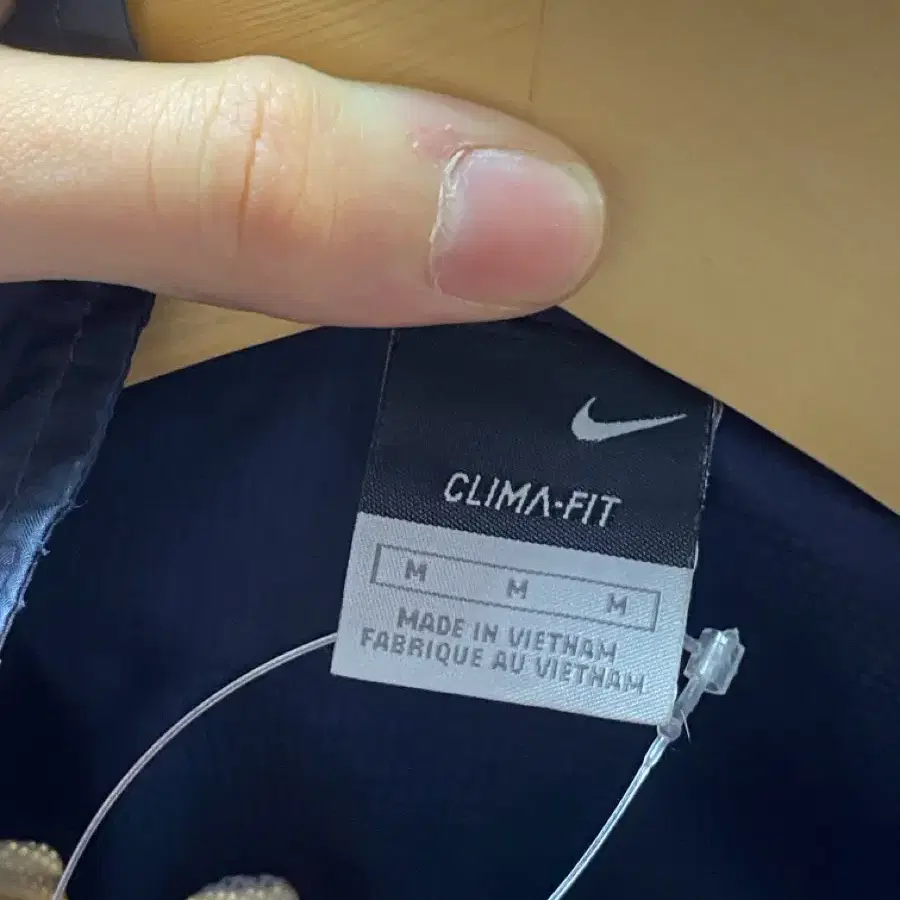 CLIMA-FIT
M M M
MADE IN VIETNAM
FABRIQUE AU VIETNAM